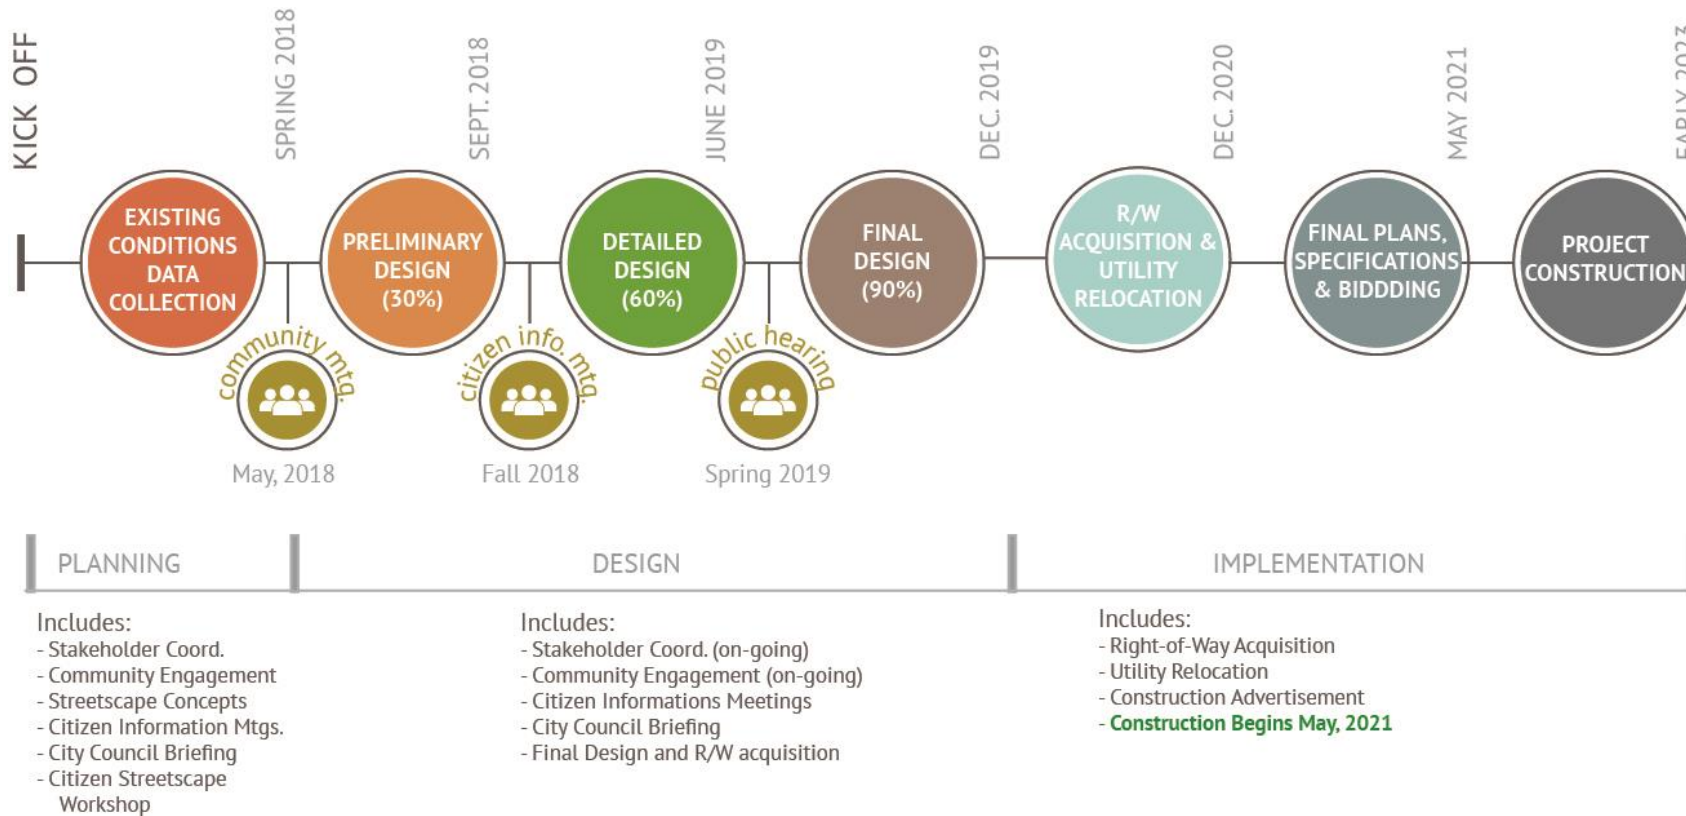 KICK OFF
SPRING 2018
SEPT. 2018
JUNE 2019
DEC. 2019
DEC. 2020
MAY 2021
EARLY 2023
EXISTING
CONDITIONS
DATA
COLLECTION
PRELIMINARY
DESIGN
(30%)
DETAILED
DESIGN
(60%)
FINAL
DESIGN
(90%)
R/W
ACQUISITION &
UTILITY
RELOCATION
FINAL PLANS,
SPECIFICATIONS
& BIDDDING
PROJECT
CONSTRUCTION
community mtg.
May, 2018
citizen info. mtg.
Fall 2018
public hearing
Spring 2019
PLANNING
Includes:
- Stakeholder Coord.
- Community Engagement
- Streetscape Concepts
- Citizen Information Mtgs.
- City Council Briefing
- Citizen Streetscape
Workshop
DESIGN
Includes:
- Stakeholder Coord. (on-going)
- Community Engagement (on-going)
- Citizen Informations Meetings
- City Council Briefing
- Final Design and R/W acquisition
IMPLEMENTATION
Includes:
- Right-of-Way Acquisition
- Utility Relocation
- Construction Advertisement
- Construction Begins May, 2021